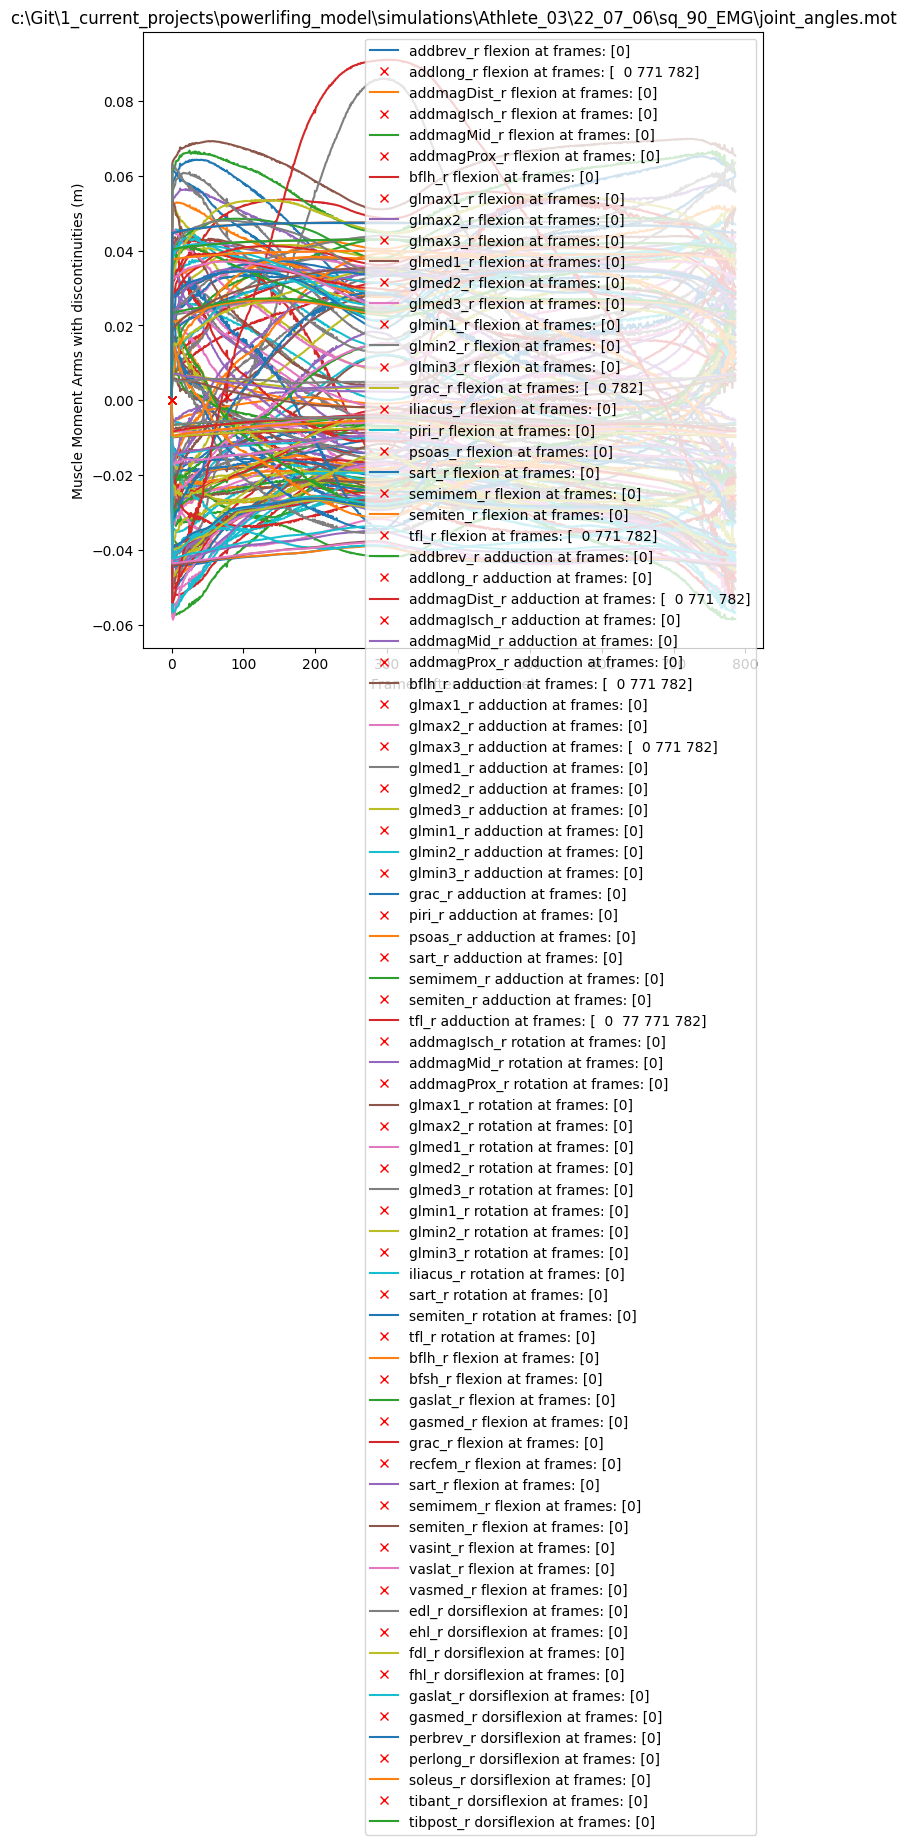 c:\Git\1_current_projects\powerlifing_model\simulations\Athlete_03\22_07_06\sq_90_EMG\joint_angles.mot
Muscle Moment Arms with discontinuities (m)
0.08
0.06
0.04
0.02
0.00
−0.02
−0.04
−0.06
0
100
200
300
800
addbrev_r flexion at frames: [0]
addlong_r flexion at frames: [  0 771 782]
addmagDist_r flexion at frames: [0]
addmagIsch_r flexion at frames: [0]
addmagMid_r flexion at frames: [0]
addmagProx_r flexion at frames: [0]
bflh_r flexion at frames: [0]
glmax1_r flexion at frames: [0]
glmax2_r flexion at frames: [0]
glmax3_r flexion at frames: [0]
glmed1_r flexion at frames: [0]
glmed2_r flexion at frames: [0]
glmed3_r flexion at frames: [0]
glmin1_r flexion at frames: [0]
glmin2_r flexion at frames: [0]
glmin3_r flexion at frames: [0]
grac_r flexion at frames: [  0 782]
iliacus_r flexion at frames: [0]
piri_r flexion at frames: [0]
psoas_r flexion at frames: [0]
sart_r flexion at frames: [0]
semimem_r flexion at frames: [0]
semiten_r flexion at frames: [0]
tfl_r flexion at frames: [  0 771 782]
addbrev_r adduction at frames: [0]
addlong_r adduction at frames: [0]
addmagDist_r adduction at frames: [  0 771 782]
addmagIsch_r adduction at frames: [0]
addmagMid_r adduction at frames: [0]
addmagProx_r adduction at frames: [0]
bflh_r adduction at frames: [  0 771 782]
glmax1_r adduction at frames: [0]
glmax2_r adduction at frames: [0]
glmax3_r adduction at frames: [  0 771 782]
glmed1_r adduction at frames: [0]
glmed2_r adduction at frames: [0]
glmed3_r adduction at frames: [0]
glmin1_r adduction at frames: [0]
glmin2_r adduction at frames: [0]
glmin3_r adduction at frames: [0]
grac_r adduction at frames: [0]
piri_r adduction at frames: [0]
psoas_r adduction at frames: [0]
sart_r adduction at frames: [0]
semimem_r adduction at frames: [0]
semiten_r adduction at frames: [0]
tfl_r adduction at frames: [  0  77 771 782]
addmagIsch_r rotation at frames: [0]
addmagMid_r rotation at frames: [0]
addmagProx_r rotation at frames: [0]
glmax1_r rotation at frames: [0]
glmax2_r rotation at frames: [0]
glmed1_r rotation at frames: [0]
glmed2_r rotation at frames: [0]
glmed3_r rotation at frames: [0]
glmin1_r rotation at frames: [0]
glmin2_r rotation at frames: [0]
glmin3_r rotation at frames: [0]
iliacus_r rotation at frames: [0]
sart_r rotation at frames: [0]
semiten_r rotation at frames: [0]
tfl_r rotation at frames: [0]
bflh_r flexion at frames: [0]
bfsh_r flexion at frames: [0]
gaslat_r flexion at frames: [0]
gasmed_r flexion at frames: [0]
grac_r flexion at frames: [0]
recfem_r flexion at frames: [0]
sart_r flexion at frames: [0]
semimem_r flexion at frames: [0]
semiten_r flexion at frames: [0]
vasint_r flexion at frames: [0]
vaslat_r flexion at frames: [0]
vasmed_r flexion at frames: [0]
edl_r dorsiflexion at frames: [0]
ehl_r dorsiflexion at frames: [0]
fdl_r dorsiflexion at frames: [0]
fhl_r dorsiflexion at frames: [0]
gaslat_r dorsiflexion at frames: [0]
gasmed_r dorsiflexion at frames: [0]
perbrev_r dorsiflexion at frames: [0]
perlong_r dorsiflexion at frames: [0]
soleus_r dorsiflexion at frames: [0]
tibant_r dorsiflexion at frames: [0]
tibpost_r dorsiflexion at frames: [0]